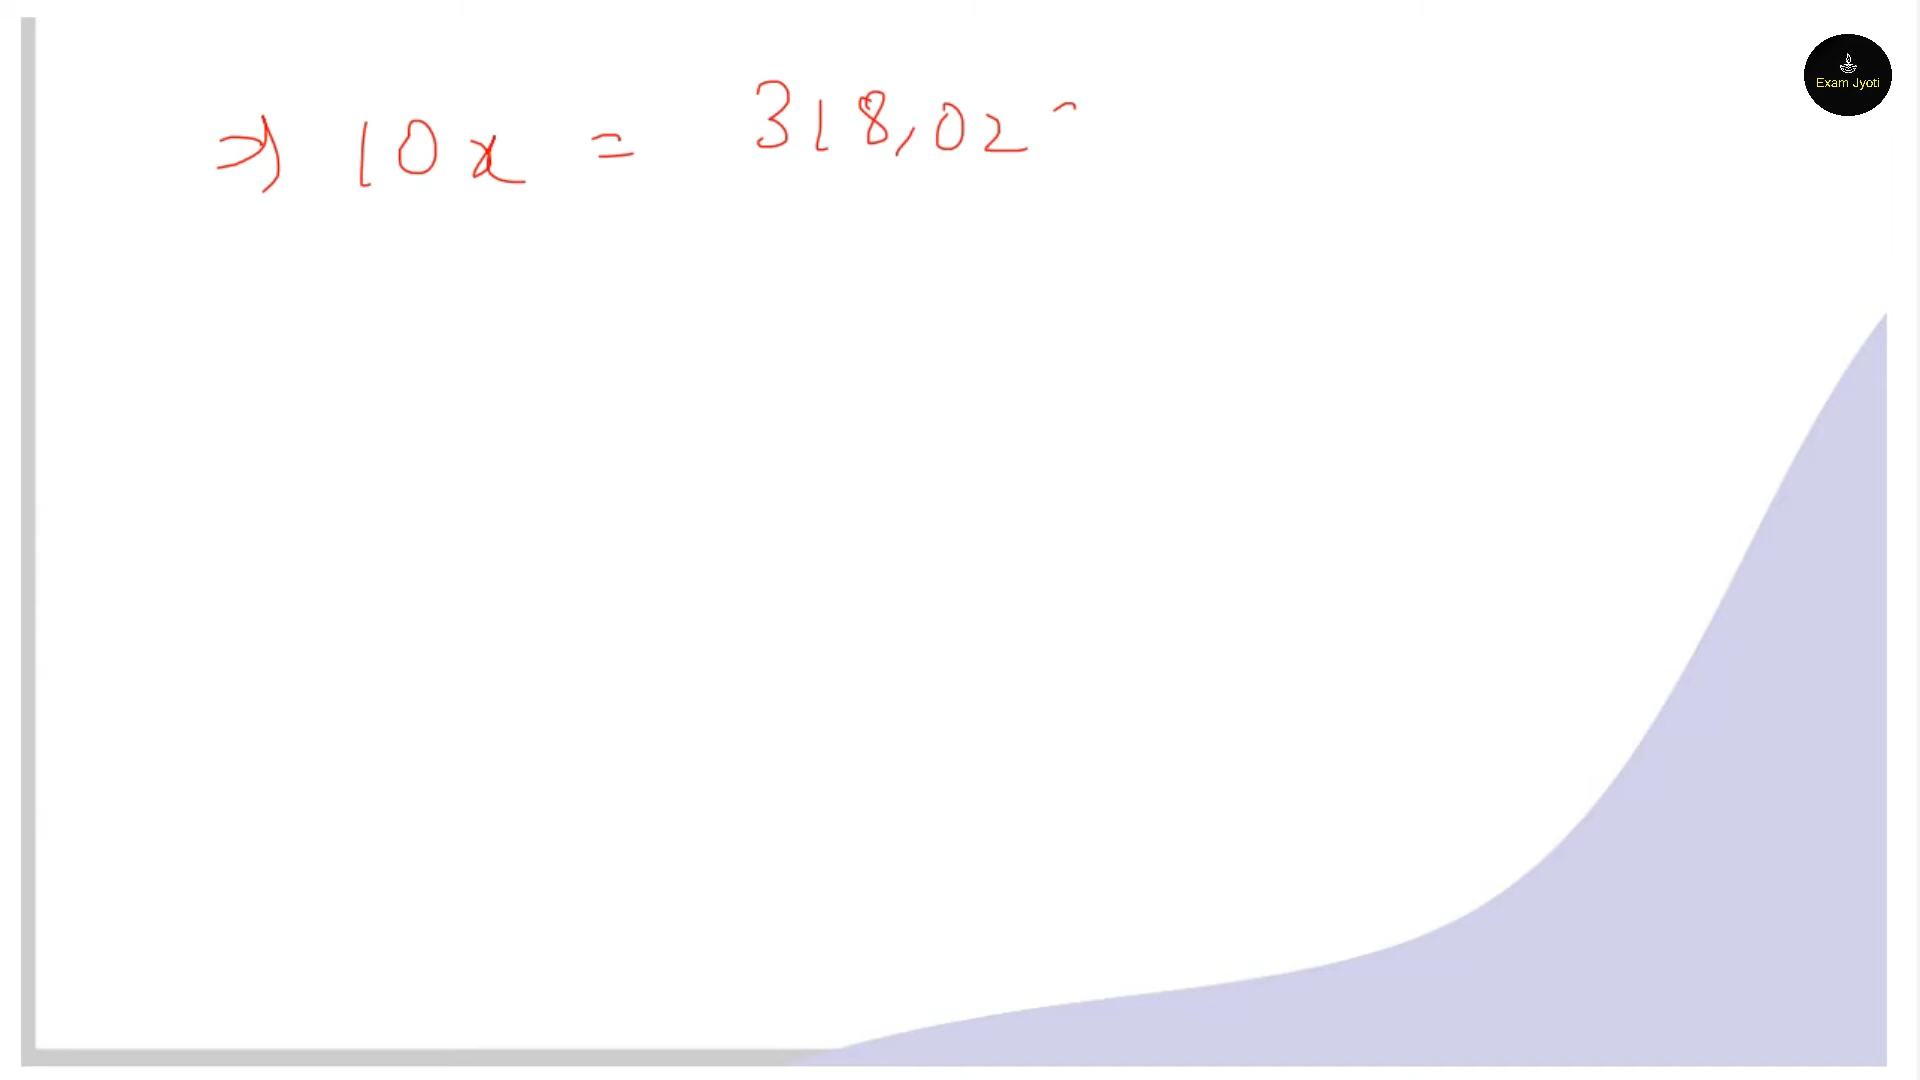 ⇒ 10x = 318,02
Exam Jyoti